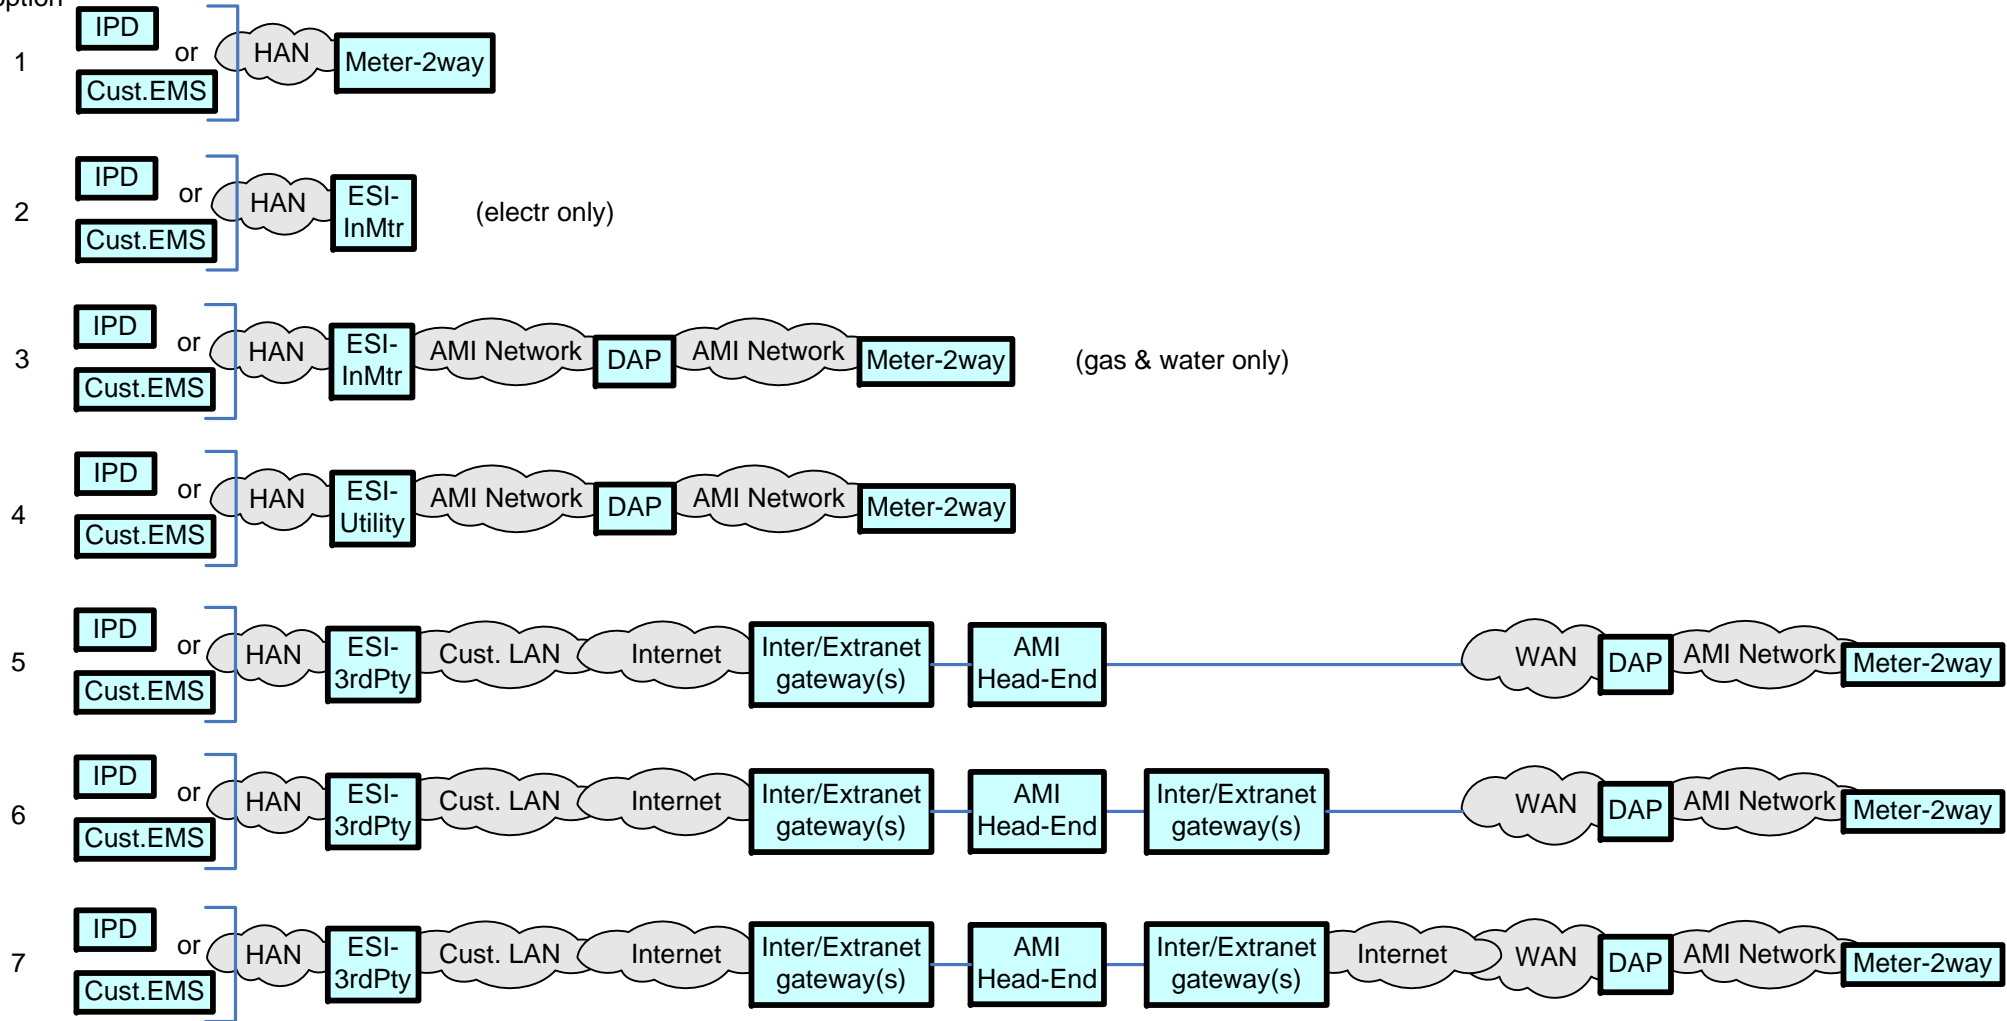 option
IPD
1
or
HAN
Meter-2way
Cust.EMS
IPD
2
or
HAN
ESI-
InMtr
(electr only)
Cust.EMS
IPD
3
or
HAN
ESI-
InMtr
AMI Network
DAP
AMI Network
Meter-2way
(gas & water only)
Cust.EMS
IPD
4
or
HAN
ESI-
Utility
AMI Network
DAP
AMI Network
Meter-2way
Cust.EMS
IPD
5
or
HAN
ESI-
3rdPty
Cust. LAN
Internet
Inter/Extranet
gateway(s)
AMI
Head-End
WAN
DAP
AMI Network
Meter-2way
Cust.EMS
IPD
6
or
HAN
ESI-
3rdPty
Cust. LAN
Internet
Inter/Extranet
gateway(s)
AMI
Head-End
Inter/Extranet
gateway(s)
WAN
DAP
AMI Network
Meter-2way
Cust.EMS
IPD
7
or
HAN
ESI-
3rdPty
Cust. LAN
Internet
Inter/Extranet
gateway(s)
AMI
Head-End
Inter/Extranet
gateway(s)
Internet
WAN
DAP
AMI Network
Meter-2way
Cust.EMS